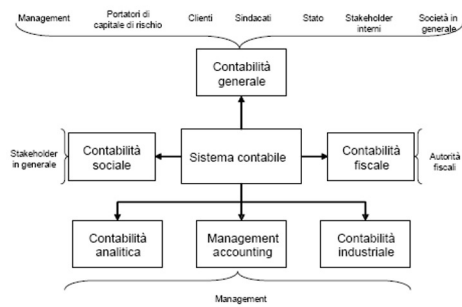 Management
Portatori di
capitale di rischio
Clienti
Sindacati
Stato
Stakeholder
interni
Società in
generale
Contabilità
generale
Stakeholder
in generale
Contabilità
sociale
Sistema contabile
Contabilità
fiscale
Autorità
fiscali
Contabilità
analitica
Management
accounting
Contabilità
industriale
Management